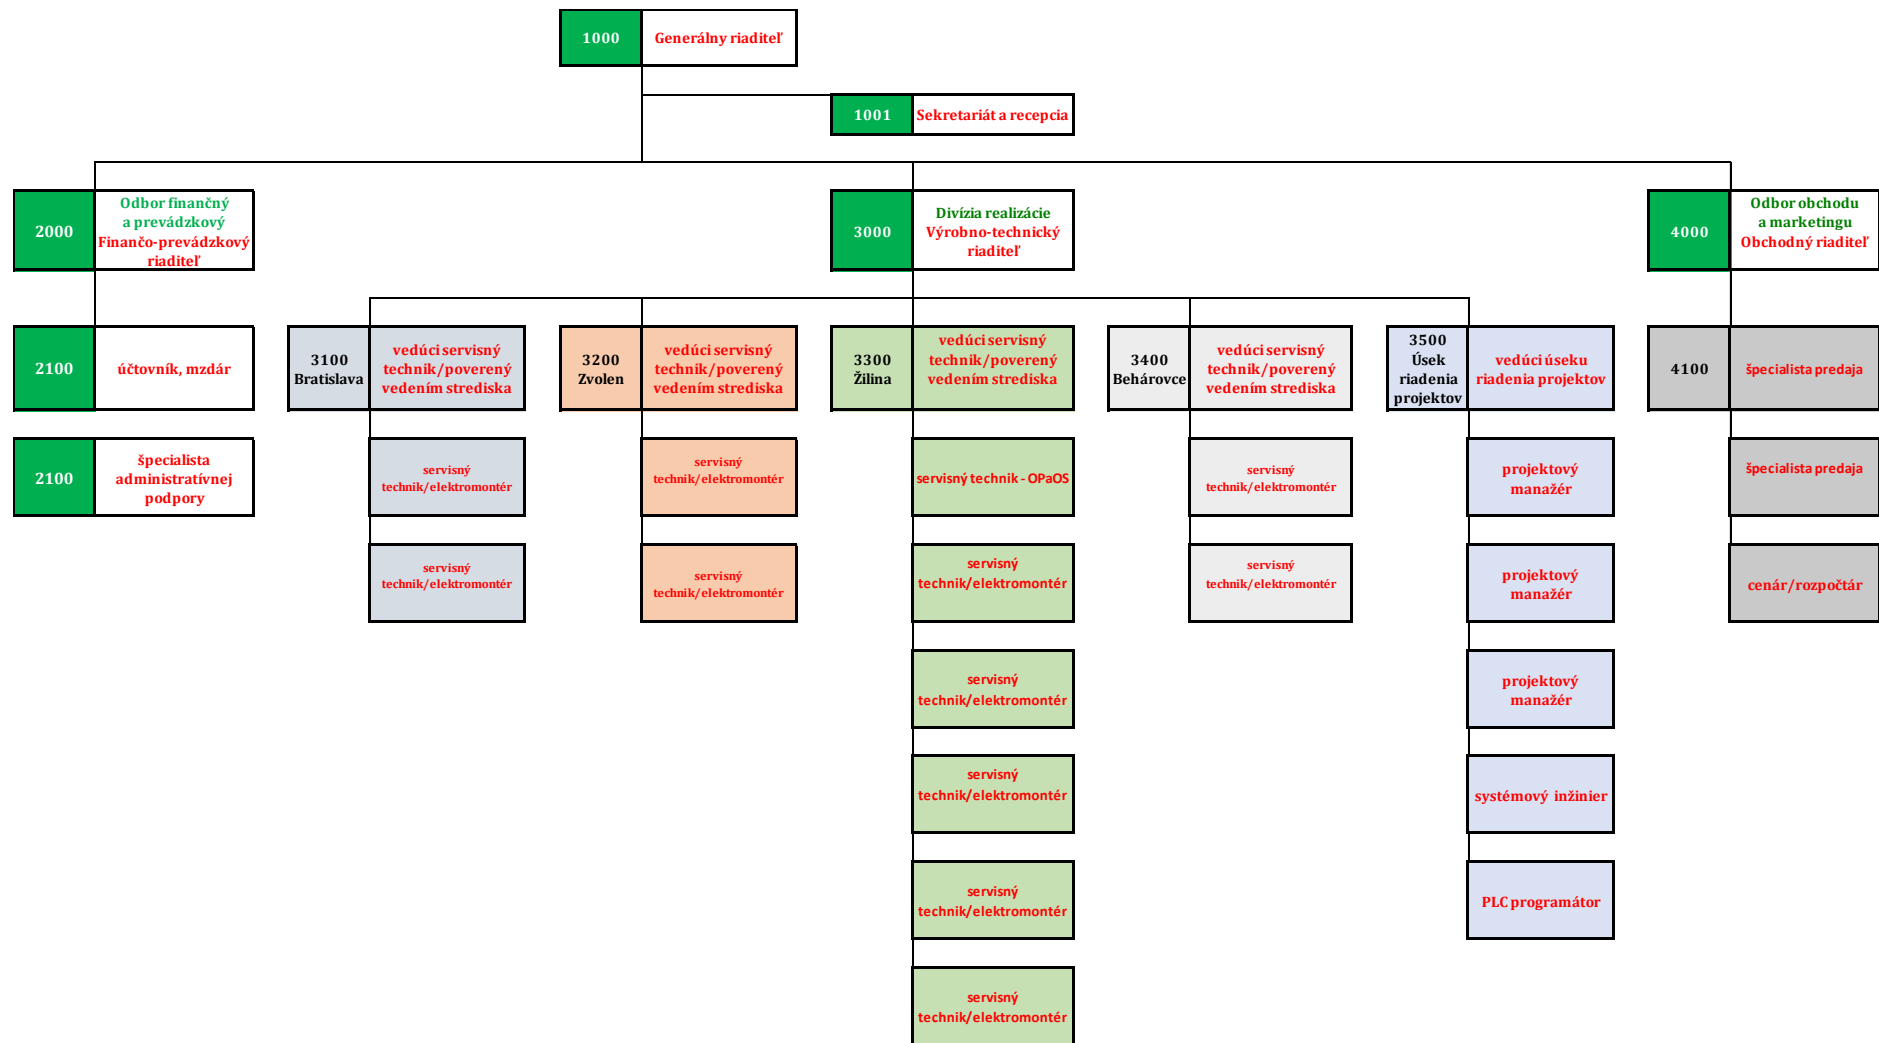 1000
Generálny riaditeľ
1001
Sekretariát a recepcia
2000
Odbor finančný
a prevádzkový
Finančo-prevádzkový
riaditeľ
3000
Divízia realizácie
Výrobno-technický
riaditeľ
4000
Odbor obchodu
a marketingu
Obchodný riaditeľ
2100
účtovník, mzdár
3100
Bratislava
vedúci servisný
technik/poverený
vedením strediska
3200
Zvolen
vedúci servisný
technik/poverený
vedením strediska
3300
Žilina
vedúci servisný
technik/poverený
vedením strediska
3400
Behárovce
vedúci servisný
technik/poverený
vedením strediska
3500
Úsek
riadenia
projektov
vedúci úseku
riadenia projektov
4100
špecialista predaja
2100
špecialista
administratívnej
podpory
servisný
technik/elektromontér
servisný
technik/elektromontér
servisný technik - OPaOS
servisný
technik/elektromontér
projektový
manažér
špecialista predaja
servisný
technik/elektromontér
servisný
technik/elektromontér
servisný
technik/elektromontér
servisný
technik/elektromontér
projektový
manažér
cenár/rozpočtár
servisný
technik/elektromontér
projektový
manažér
servisný
technik/elektromontér
systémový inžinier
servisný
technik/elektromontér
PLC programátor
servisný
technik/elektromontér